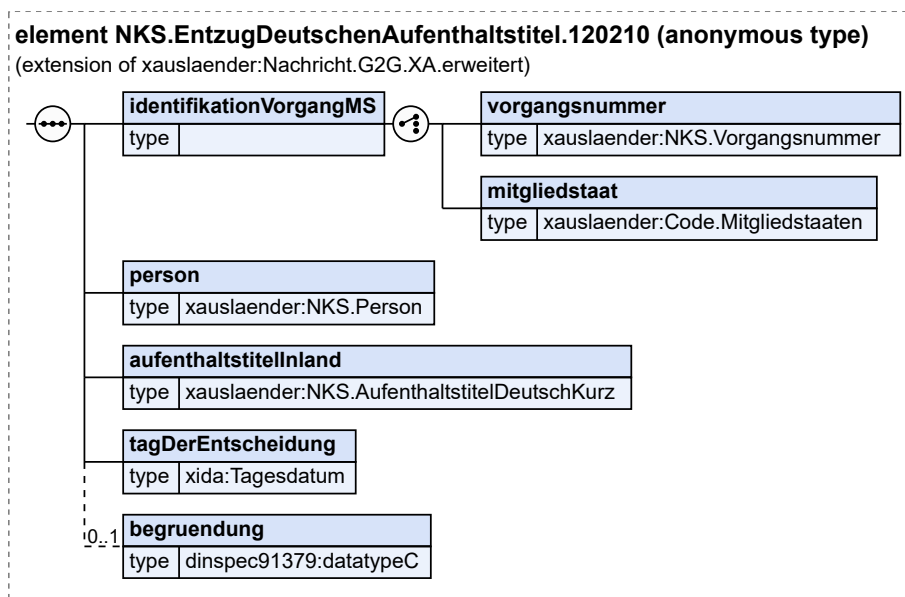 element NKS.EntzugDeutschenAufenthaltstitel.120210 (anonymous type)
(extension of xauslaender:Nachricht.G2G.XA.erweitert)
identifikationVorgangMS
type
vorgangsnummer
type xauslaender:NKS.Vorgangsnummer
mitgliedstaat
type xauslaender:Code.Mitgliedstaaten
person
type xauslaender:NKS.Person
aufenthaltstitelInland
type xauslaender:NKS.AufenthaltstitelDeutschKurz
tagDerEntscheidung
type xida:Tagesdatum
0..1
begruendung
type dinspec91379:datatypeC